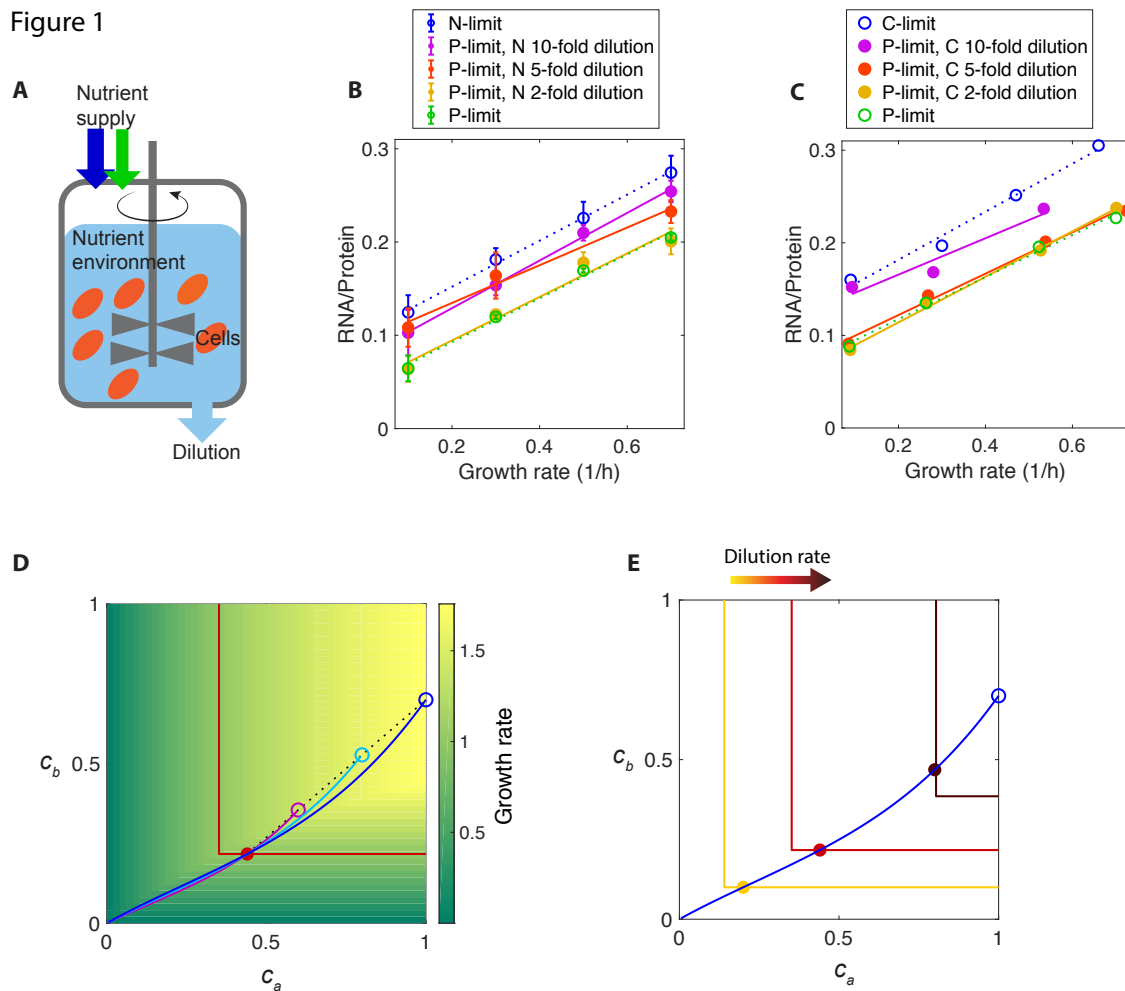 Figure 1
A
Nutrient
supply
Nutrient
environment
Cells
Dilution
B
N-limit
P-limit, N 10-fold dilution
P-limit, N 5-fold dilution
P-limit, N 2-fold dilution
P-limit
RNA/Protein
0.3
0.2
0.1
0
0.2
0.4
0.6
Growth rate (1/h)
C
C-limit
P-limit, C 10-fold dilution
P-limit, C 5-fold dilution
P-limit, C 2-fold dilution
P-limit
RNA/Protein
0.3
0.2
0.1
0
0.2
0.4
0.6
Growth rate (1/h)
D
1
0.5
0
c_b
0.5
1
c_a
1.5
1
0.5
Growth rate
E
Dilution rate
1
0.5
0
c_b
0
0.5
1
c_a